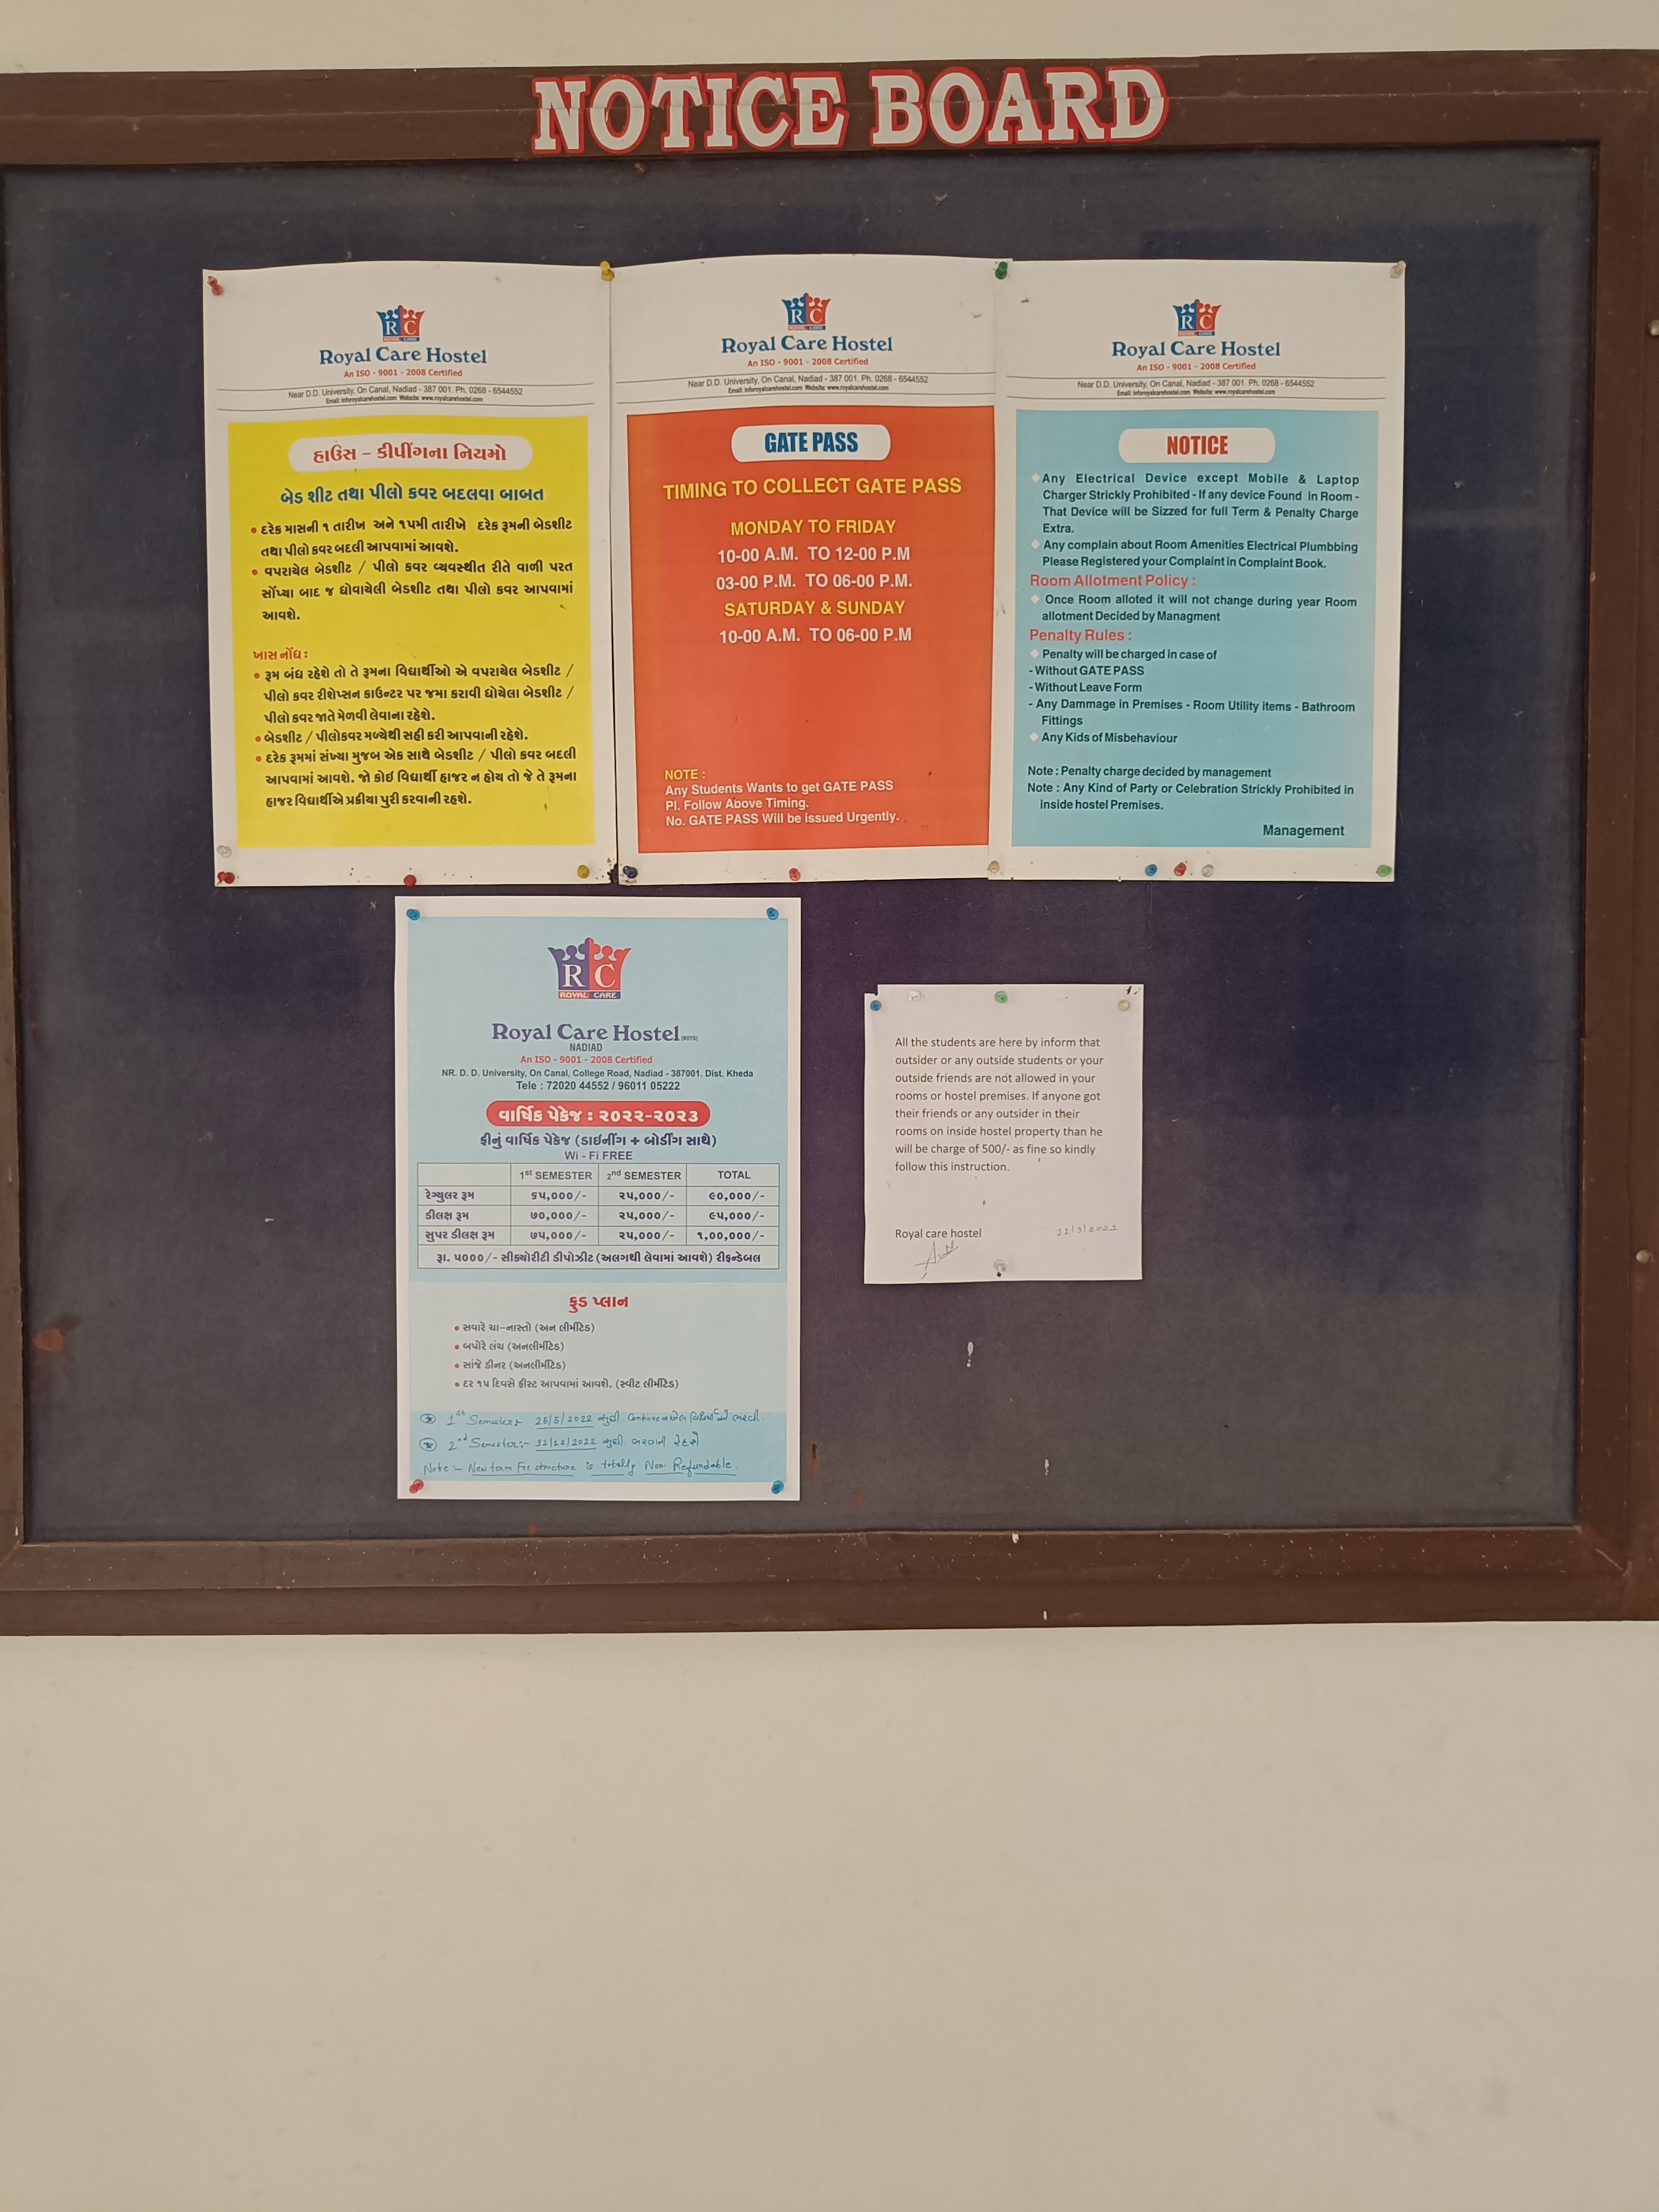 NOTICE BOARD
RC
ROYAL CARE
Royal Care Hostel
An ISO - 9001 - 2008 Certified
Near D.D. University, On Canal, Nadiad - 387 001. Ph. 0268 - 6544552
Email: inforoyalcarehostel.com Website: www.royalcarehostel.com
હાઉસ – કીપીંગના નિયમો
બેડ શીટ તથા પીલો કવર બદલવા બાબત
• દરેક માસની ૧ તારીખ અને ૧૫મી તારીખે દરેક રૂમની બેડશીટ
તથા પીલો કવર બદલી આપવામાં આવશે.
• વપરાયેલ બેડશીટ / પીલો કવર વ્યવસ્થીત રીતે વાળી પરત
સોંપ્યા બાદ જ ધોવાયેલી બેડશીટ તથા પીલો કવર આપવામાં
આવશે.
ખાસ નોંધ :
• રૂમ બંધ રહેશે તો તે રૂમના વિદ્યાર્થીઓ એ વપરાયેલ બેડશીટ /
પીલો કવર રીશેપ્સન કાઉન્ટર પર જમા કરાવી ધોયેલા બેડશીટ /
પીલો કવર જાતે મેળવી લેવાના રહેશે.
• બેડશીટ / પીલોકવર મળ્યેથી સહી કરી આપવાની રહેશે.
• દરેક રૂમમાં સંખ્યા મુજબ એક સાથે બેડશીટ / પીલો કવર બદલી
આપવામાં આવશે. જો કોઈ વિદ્યાર્થી હાજર ન હોય તો જે તે રૂમના
હાજર વિદ્યાર્થીએ પ્રકીયા પુરી કરવાની રહશે.
RC
ROYAL CARE
Royal Care Hostel
An ISO - 9001 - 2008 Certified
Near D.D. University, On Canal, Nadiad - 387 001. Ph. 0268 - 6544552
Email: inforoyalcarehostel.com Website: www.royalcarehostel.com
GATE PASS
TIMING TO COLLECT GATE PASS
MONDAY TO FRIDAY
10-00 A.M. TO 12-00 P.M
03-00 P.M. TO 06-00 P.M.
SATURDAY & SUNDAY
10-00 A.M. TO 06-00 P.M
NOTE :
Any Students Wants to get GATE PASS
Pl. Follow Above Timing.
No. GATE PASS Will be issued Urgently.
RC
ROYAL CARE
Royal Care Hostel
An ISO - 9001 - 2008 Certified
Near D.D. University, On Canal, Nadiad - 387 001. Ph. 0268 - 6544552
Email: inforoyalcarehostel.com Website: www.royalcarehostel.com
NOTICE
Any Electrical Device except Mobile & Laptop
Charger Strictly Prohibited - If any device Found in Room -
That Device will be Sizzed for full Term & Penalty Charge
Extra.
Any complain about Room Amenities Electrical Plumbbing
Please Registered your Complaint in Complaint Book.
Room Allotment Policy :
Once Room alloted it will not change during year Room
allotment Decided by Managment
Penalty Rules :
Penalty will be charged in case of
- Without GATE PASS
- Without Leave Form
- Any Dammage in Premises - Room Utility items - Bathroom
Fittings
Any Kids of Misbehaviour
Note : Penalty charge decided by management
Note : Any Kind of Party or Celebration Strictly Prohibited in
inside hostel Premises.
Management
RC
ROYAL CARE
Royal Care Hostel (BOYS)
NADIAD
An ISO - 9001 - 2008 Certified
NR. D. D. University, On Canal, College Road, Nadiad - 387001. Dist. Kheda
Tele : 72020 44552 / 96011 05222
વાર્ષિક પેકેજ : ૨૦૨૨-૨૦૨૩
ફીનું વાર્ષિક પેકેજ (ડાઈનીંગ + બોર્ડીંગ સાથે)
Wi - Fi FREE
1st SEMESTER 2nd SEMESTER TOTAL
રેગ્યુલર રૂમ ૬૫,૦૦૦/- ૨૫,૦૦૦/- ૯૦,૦૦૦/-
ડીલક્ષ રૂમ ૭૦,૦૦૦/- ૨૫,૦૦૦/- ૯૫,૦૦૦/-
સુપર ડીલક્ષ રૂમ ૭૫,૦૦૦/- ૨૫,૦૦૦/- ૧,૦૦,૦૦૦/-
રૂા. ૫૦૦૦/- સીક્યોરીટી ડીપોઝીટ (અલગથી લેવામાં આવશે) રીફન્ડેબલ
ફુડ પ્લાન
• સવારે ચા-નાસ્તો (અન લીમીટેડ)
• બપોરે લંચ (અનલીમીટેડ)
• સાંજે ડીનર (અનલીમીટેડ)
• દર ૧૫ દિવસે ફીસ્ટ આપવામાં આવશે. (સ્વીટ લીમીટેડ)
1st Semester:- 25/5/2022 સુધી
2nd Semester:- 31/12/2022 સુધી ભરવાની રેહશે.
Note :- New term Fee structure is totally Non Refundable.
All the students are here by inform that
outsider or any outside students or your
outside friends are not allowed in your
rooms or hostel premises. If anyone got
their friends or any outsider in their
rooms on inside hostel property than he
will be charge of 500/- as fine so kindly
follow this instruction.
Royal care hostel